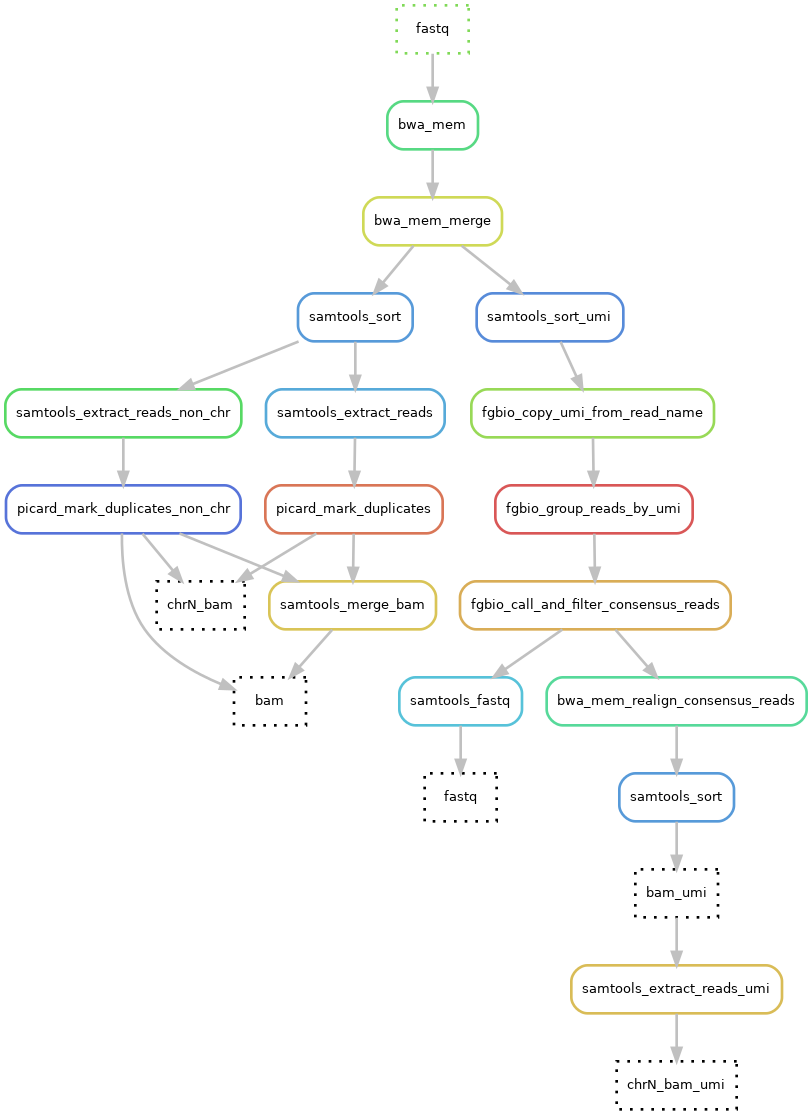 fastq
bwa_mem
bwa_mem_merge
samtools_sort
samtools_sort_umi
samtools_extract_reads_non_chr
samtools_extract_reads
fgbio_copy_umi_from_read_name
picard_mark_duplicates_non_chr
picard_mark_duplicates
fgbio_group_reads_by_umi
chrN_bam
samtools_merge_bam
fgbio_call_and_filter_consensus_reads
bam
samtools_fastq
bwa_mem_realign_consensus_reads
fastq
samtools_sort
bam_umi
samtools_extract_reads_umi
chrN_bam_umi